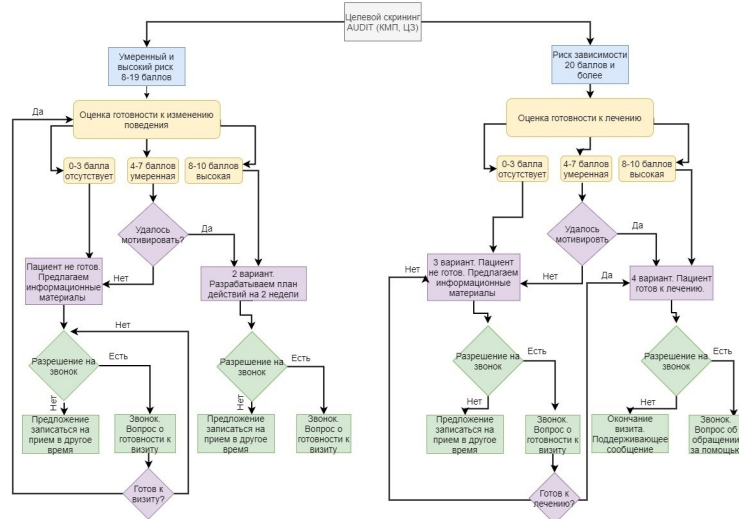 Целевой скрининг
AUDIT (КМП, ЦЗ)
Умеренный и
высокий риск
8-19 баллов
Риск зависимости
20 баллов и
более
Да
Оценка готовности к изменению
поведения
Оценка готовности к лечению
0-3 балла
отсутствует
4-7 баллов
умеренная
8-10 баллов
высокая
0-3 балла
отсутствует
4-7 баллов
умеренная
8-10 баллов
высокая
Удалось
мотивировать?
Да
Удалось
мотивировть
Да
Пациент не готов.
Предлагаем
информационные
материалы
Нет
2 вариант.
Разрабатываем план
действий на 2 недели
Нет
3 вариант. Пациент
не готов. Предлагаем
информационные
материалы
Нет
Да
4 вариант. Пациент
готов к лечению.
Нет
Разрешение на
звонок
Есть
Нет
Разрешение на
звонок
Есть
Нет
Разрешение на
звонок
Есть
Нет
Разрешение на
звонок
Есть
Нет
Предложение
записаться на
прием в другое
время
Звонок.
Вопрос о
готовности к
визиту
Предложение
записаться на
прием в другое
время
Звонок.
Вопрос о
готовности к
визиту
Предложение
записаться на
прием в другое
время
Звонок.
Вопрос о
готовности к
визиту
Окончание
визита.
Поддерживающее
сообщение
Звонок.
Вопрос об
обращении
за помощью
Готов к
визиту?
Готов к
лечению?